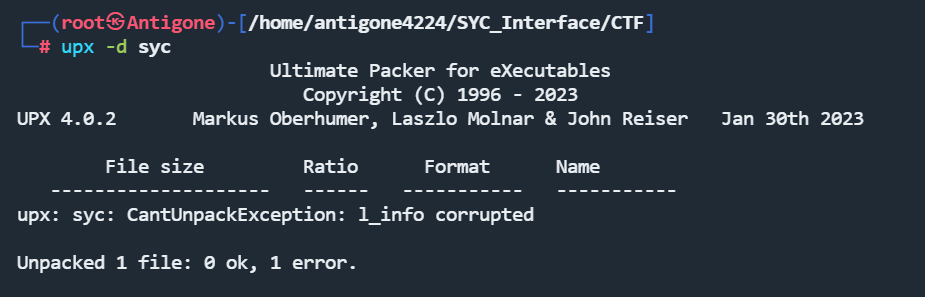 ┌──(root㉿Antigone)-[/home/antigone4224/SYC_Interface/CTF]
└─# upx -d syc
Ultimate Packer for eXecutables
Copyright (C) 1996 - 2023
UPX 4.0.2 Markus Oberhumer, Laszlo Molnar & John Reiser Jan 30th 2023
File size Ratio Format Name
-------------------- ------ ----------- -----------
upx: syc: CantUnpackException: l_info corrupted
Unpacked 1 file: 0 ok, 1 error.